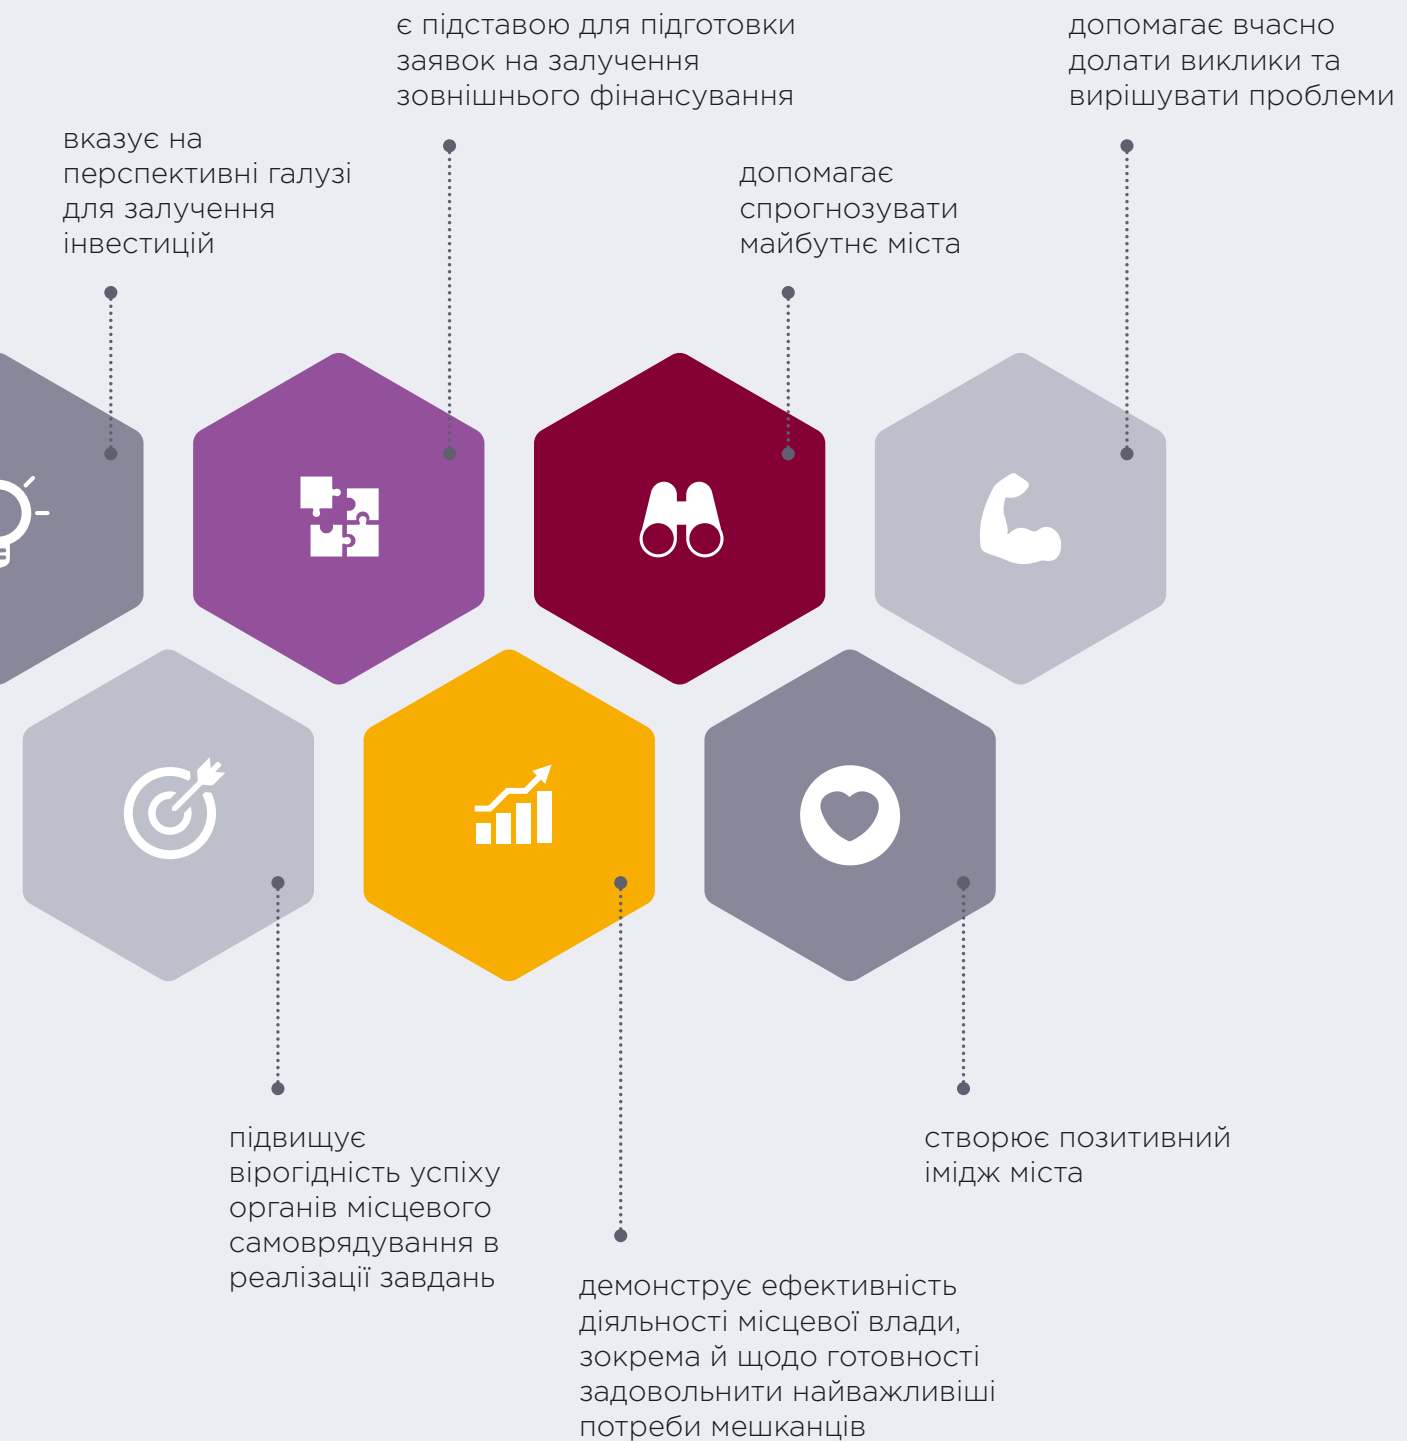 є підставою для підготовки
заявок на залучення
зовнішнього фінансування
допомагає вчасно
долати виклики та
вирішувати проблеми
вказує на
перспективні галузі
для залучення
інвестицій
допомагає
спрогнозувати
майбутнє міста
підвищує
вірогідність успіху
органів місцевого
самоврядування в
реалізації завдань
створює позитивний
імідж міста
демонструє ефективність
діяльності місцевої влади,
зокрема й щодо готовності
задовольнити найважливіші
потреби мешканців